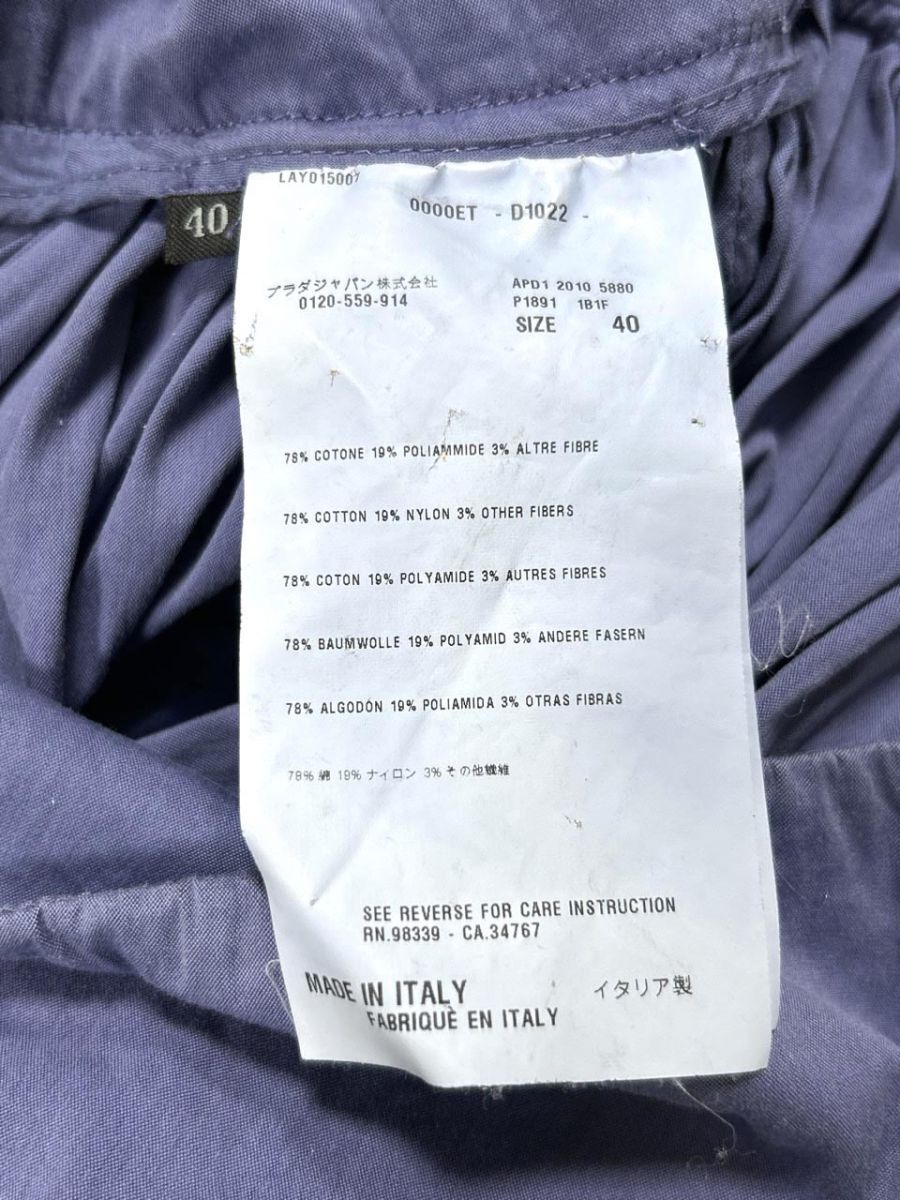 LAY01500
0000ET - D1022 -
40
プラダジャパン株式会社
0120-559-914
APD1 2010 5880
P1891 1B1F
SIZE 40
78% COTONE 19% POLIAMMIDE 3% ALTRE FIBRE
78% COTTON 19% NYLON 3% OTHER FIBERS
78% COTON 19% POLYAMIDE 3% AUTRES FIBRES
78% BAUMWOLLE 19% POLYAMID 3% ANDERE FASERN
78% ALGODÓN 19% POLIAMIDA 3% OTRAS FIBRAS
78% 綿 19% ナイロン 3% その他繊維
SEE REVERSE FOR CARE INSTRUCTION
RN.98339 - CA.34767
MADE IN ITALY イタリア製
FABRIQUÈ EN ITALY